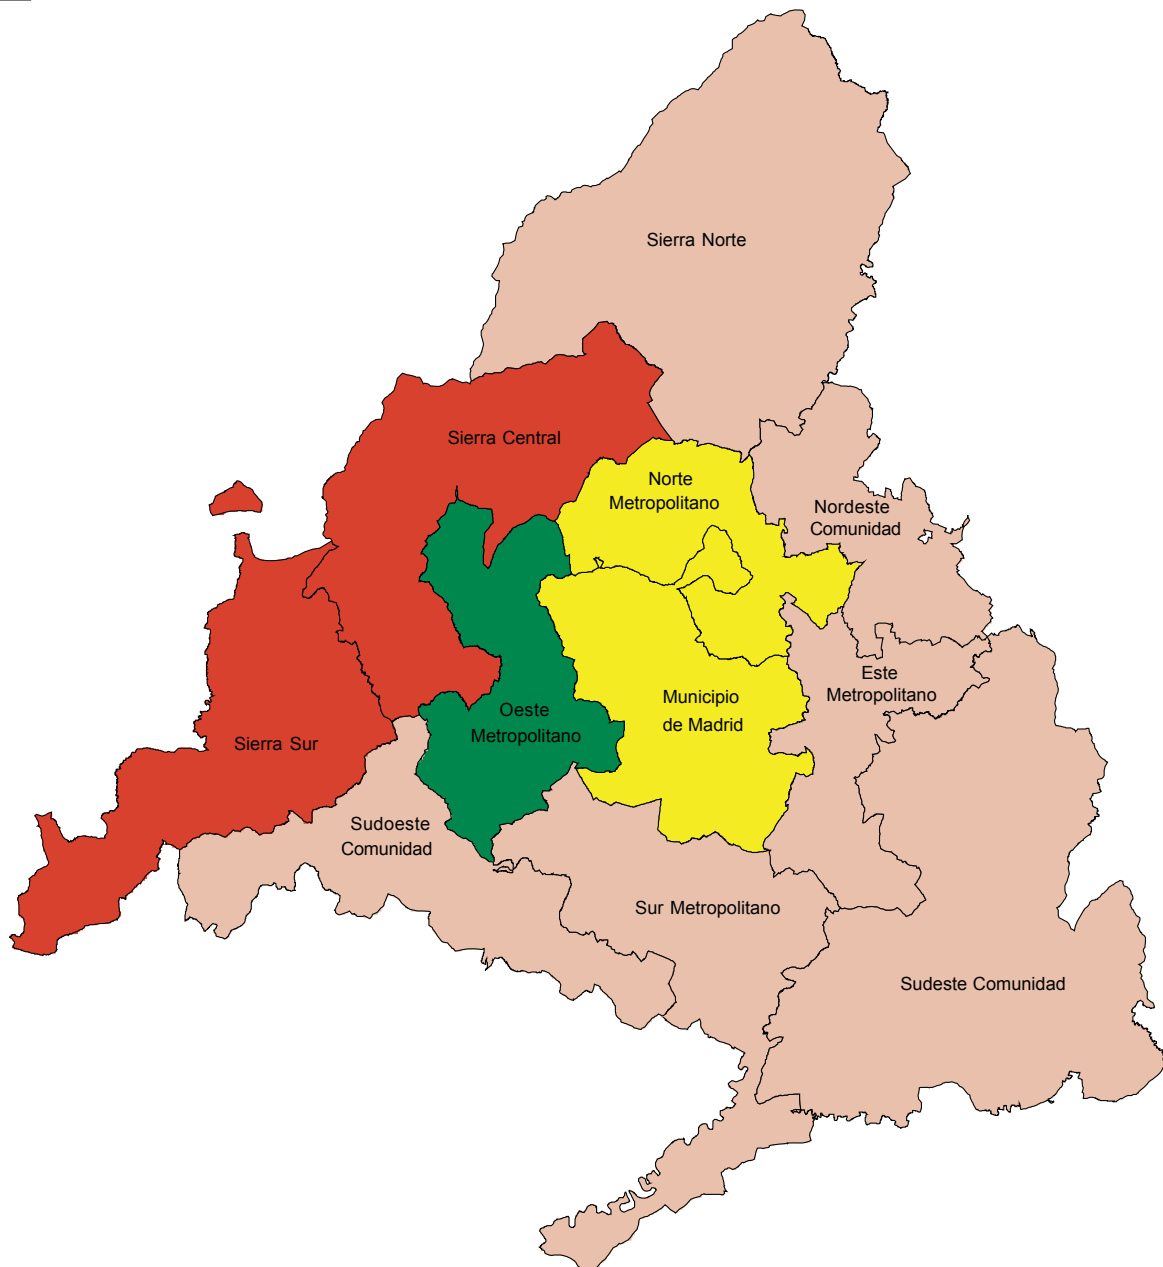 Sierra Norte
Sierra Central
Norte
Metropolitano
Nordeste
Comunidad
Este
Metropolitano
Municipio
de Madrid
Oeste
Metropolitano
Sierra Sur
Sudoeste
Comunidad
Sur Metropolitano
Sudeste Comunidad